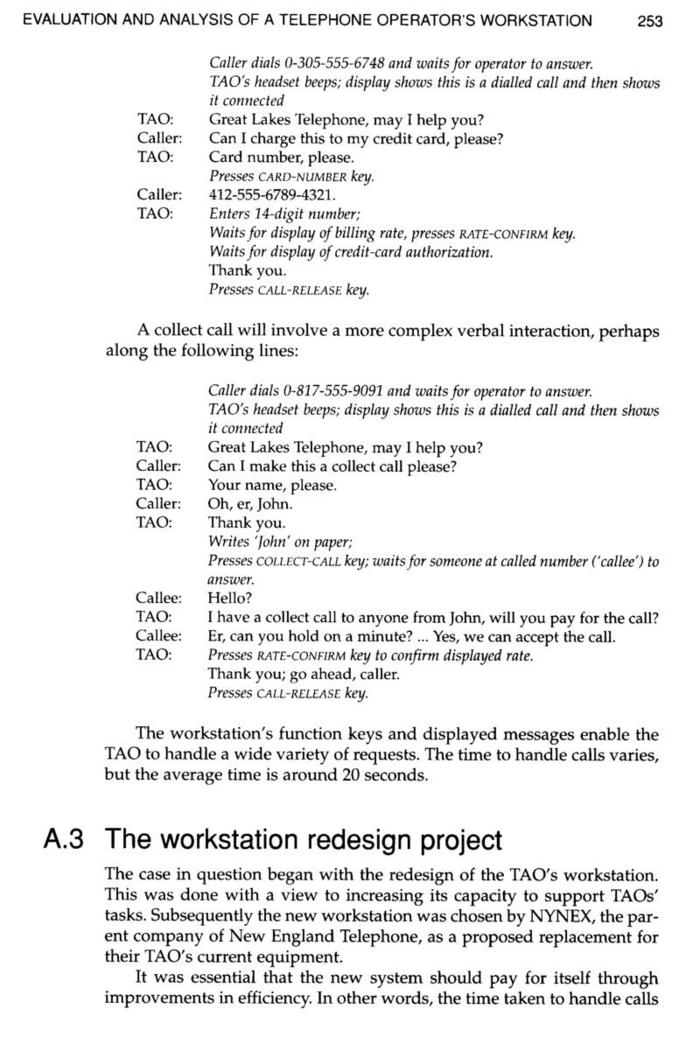 EVALUATION AND ANALYSIS OF A TELEPHONE OPERATOR'S WORKSTATION 253
Caller dials 0-305-555-6748 and waits for operator to answer.
TAO's headset beeps; display shows this is a dialled call and then shows
it connected
TAO: Great Lakes Telephone, may I help you?
Caller: Can I charge this to my credit card, please?
TAO: Card number, please.
Presses CARD-NUMBER key.
Caller: 412-555-6789-4321.
TAO: Enters 14-digit number;
Waits for display of billing rate, presses RATE-CONFIRM key.
Waits for display of credit-card authorization.
Thank you.
Presses CALL-RELEASE key.
A collect call will involve a more complex verbal interaction, perhaps
along the following lines:
Caller dials 0-817-555-9091 and waits for operator to answer.
TAO's headset beeps; display shows this is a dialled call and then shows
it connected
TAO: Great Lakes Telephone, may I help you?
Caller: Can I make this a collect call please?
TAO: Your name, please.
Caller: Oh, er, John.
TAO: Thank you.
Writes 'John' on paper;
Presses COLLECT-CALL key; waits for someone at called number ('callee') to
answer.
Callee: Hello?
TAO: I have a collect call to anyone from John, will you pay for the call?
Callee: Er, can you hold on a minute? ... Yes, we can accept the call.
TAO: Presses RATE-CONFIRM key to confirm displayed rate.
Thank you; go ahead, caller.
Presses CALL-RELEASE key.
The workstation's function keys and displayed messages enable the
TAO to handle a wide variety of requests. The time to handle calls varies,
but the average time is around 20 seconds.
A.3 The workstation redesign project
The case in question began with the redesign of the TAO's workstation.
This was done with a view to increasing its capacity to support TAOs'
tasks. Subsequently the new workstation was chosen by NYNEX, the par-
ent company of New England Telephone, as a proposed replacement for
their TAO's current equipment.
It was essential that the new system should pay for itself through
improvements in efficiency. In other words, the time taken to handle calls